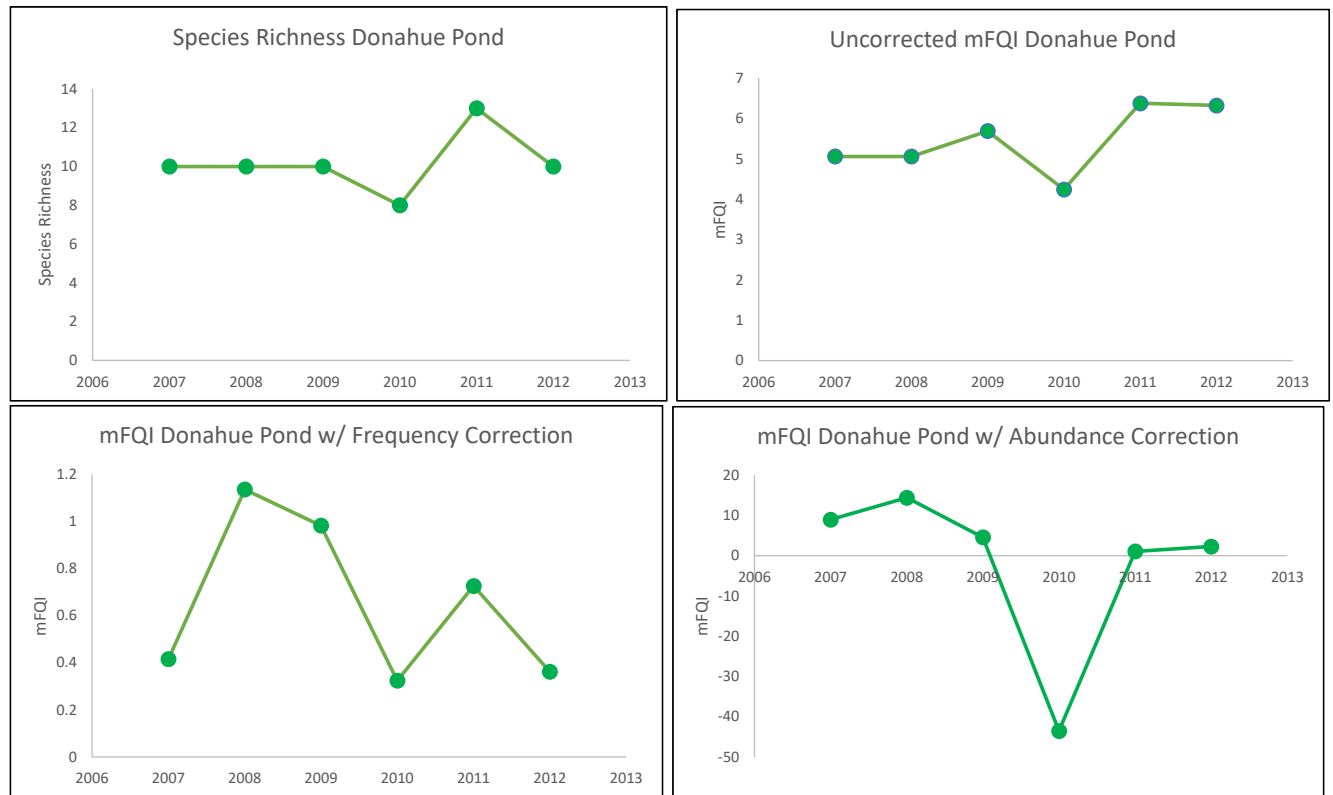 Species Richness Donahue Pond
Species Richness
14
12
10
8
6
4
2
0
2006 2007 2008 2009 2010 2011 2012 2013
Uncorrected mFQI Donahue Pond
mFQI
7
6
5
4
3
2
1
0
2006 2007 2008 2009 2010 2011 2012 2013
mFQI Donahue Pond w/ Frequency Correction
mFQI
1.2
1
0.8
0.6
0.4
0.2
0
2006 2007 2008 2009 2010 2011 2012 2013
mFQI Donahue Pond w/ Abundance Correction
mFQI
20
10
0
2006 2007 2008 2009 2010 2011 2012 2013
-10
-20
-30
-40
-50